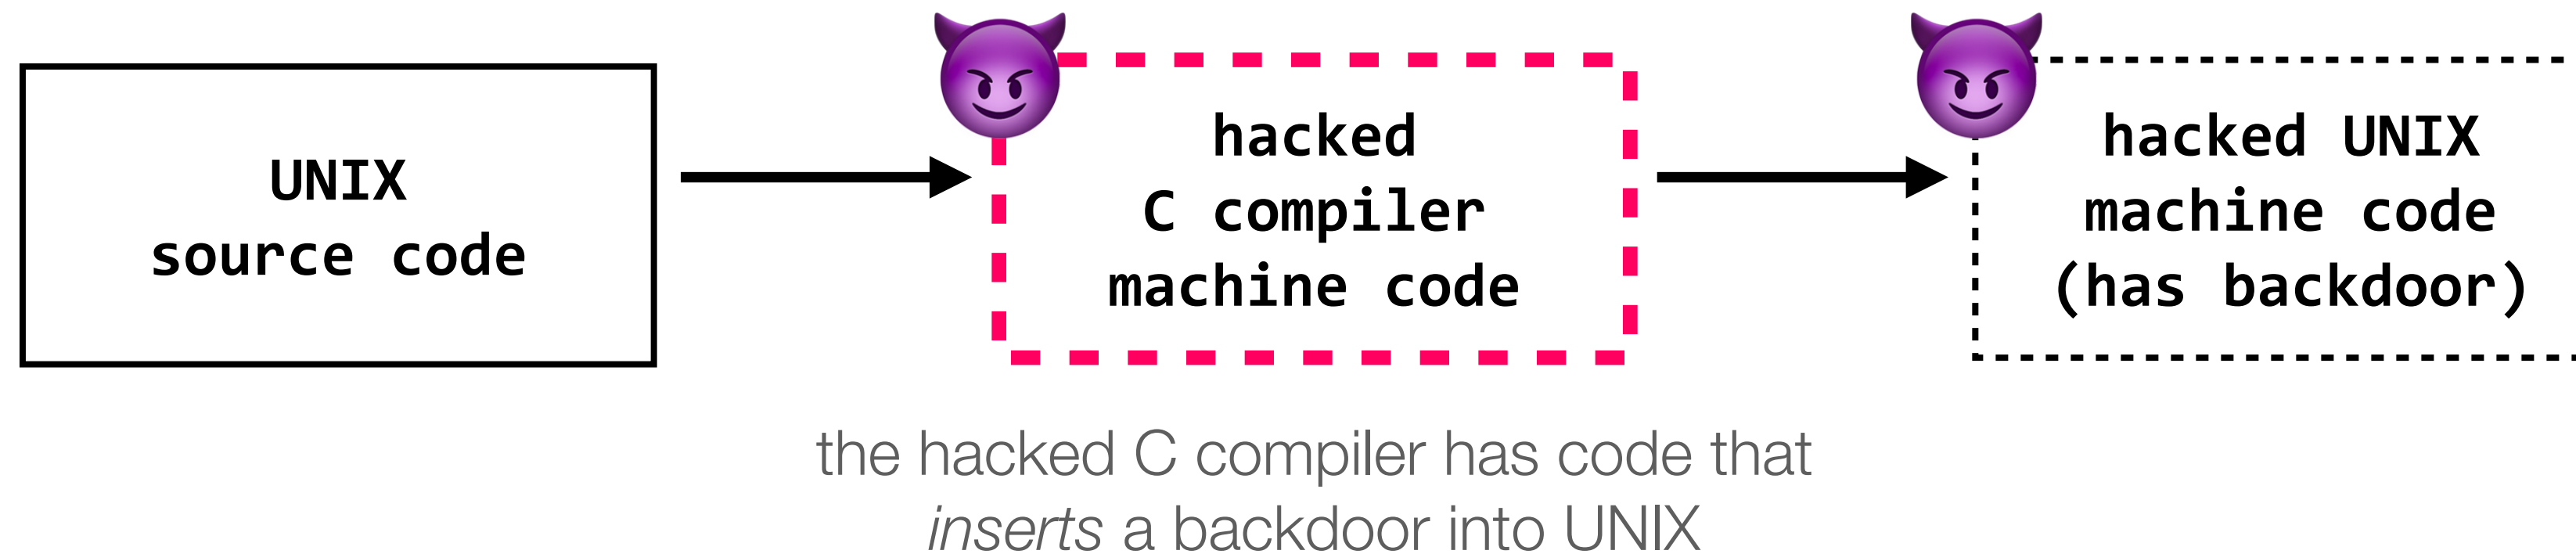 UNIX
source code
hacked
C compiler
machine code
hacked UNIX
machine code
(has backdoor)
the hacked C compiler has code that
inserts a backdoor into UNIX